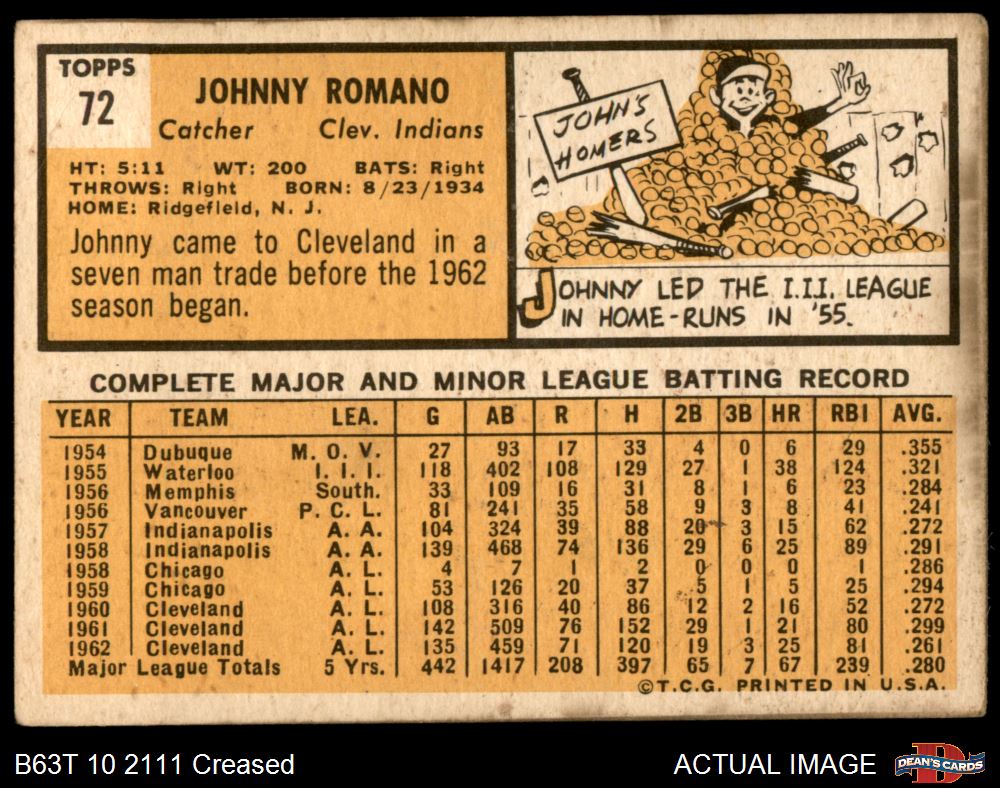 TOPPS
72
JOHNNY ROMANO
Catcher Clev. Indians
HT: 5:11 WT: 200 BATS: Right
THROWS: Right BORN: 8/23/1934
HOME: Ridgefield, N. J.
Johnny came to Cleveland in a
seven man trade before the 1962
season began.
JOHN'S
HOMERS
JOHNNY LED THE I.I.I. LEAGUE
IN HOME-RUNS IN '55.
COMPLETE MAJOR AND MINOR LEAGUE BATTING RECORD
YEAR TEAM LEA. G AB R H 2B 3B HR RBI AVG.
1954 Dubuque M. O. V. 27 93 17 33 4 0 6 29 .355
1955 Waterloo I. I. I. 118 402 108 129 27 1 38 124 .321
1956 Memphis South. 33 109 16 31 8 1 6 23 .284
1956 Vancouver P. C. L. 81 241 35 58 9 3 8 41 .241
1957 Indianapolis A. A. 104 324 39 88 20 3 15 62 .272
1958 Indianapolis A. A. 139 468 74 136 29 6 25 89 .291
1958 Chicago A. L. 4 7 1 2 0 0 0 1 .286
1959 Chicago A. L. 53 126 20 37 5 1 5 25 .294
1960 Cleveland A. L. 108 316 40 86 12 2 16 52 .272
1961 Cleveland A. L. 142 509 76 152 29 1 21 80 .299
1962 Cleveland A. L. 135 459 71 120 19 3 25 81 .261
Major League Totals 5 Yrs. 442 1417 208 397 65 7 67 239 .280
©T.C.G. PRINTED IN U.S.A.
B63T 10 2111 Creased
ACTUAL IMAGE
DEAN'S CARDS